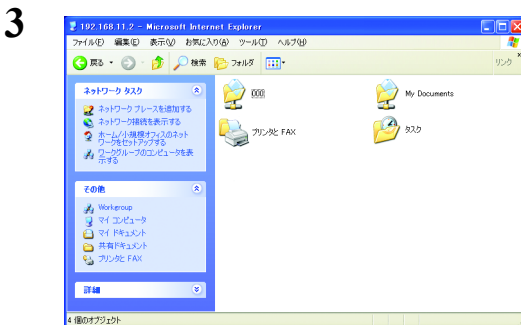 3
192.168.11.2 - Microsoft Internet Explorer
ファイル(F) 編集(E) 表示(V) お気に入り(A) ツール(T) ヘルプ(H)
戻る 検索 フォルダ リンク
ネットワーク タスク
ネットワーク プレースを追加する
ネットワーク接続を表示する
ホーム/小規模オフィスのネット
ワークをセットアップする
ワークグループのコンピュータを表
示する
その他
Workgroup
マイ コンピュータ
マイ ドキュメント
共有ドキュメント
プリンタと FAX
詳細
000
My Documents
プリンタと FAX
タスク
4 個のオブジェクト